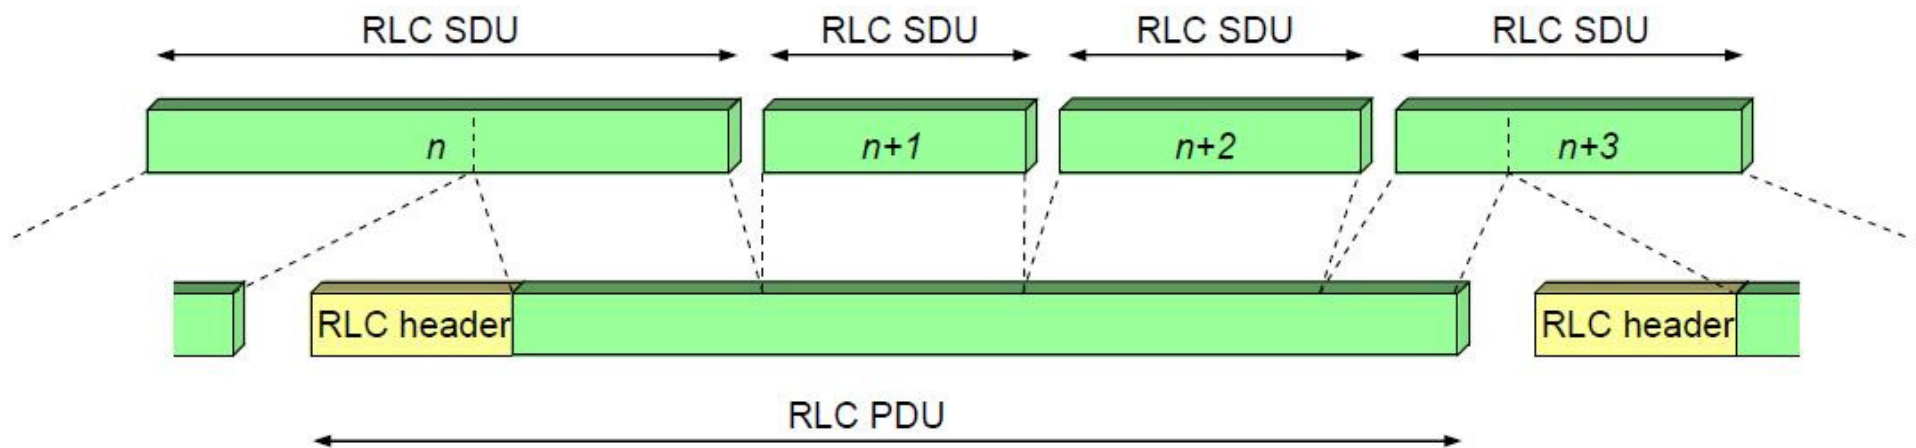 RLC SDU RLC SDU RLC SDU RLC SDU
n n+1 n+2 n+3
RLC header RLC header
RLC PDU